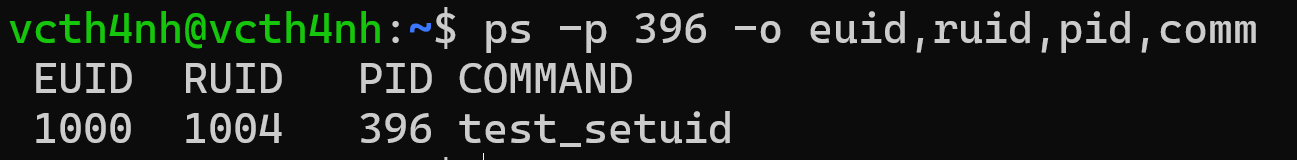 vcth4nh@vcth4nh:~$ ps -p 396 -o euid,ruid,pid,comm
EUID RUID PID COMMAND
1000 1004 396 test_setuid